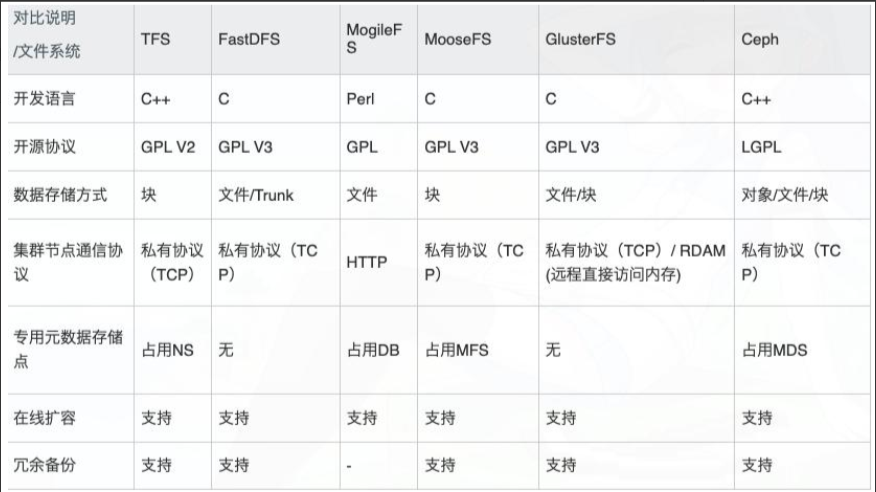 对比说明
/文件系统
TFS
FastDFS
MogileF
S
MooseFS
GlusterFS
Ceph
开发语言
C++
C
Perl
C
C
C++
开源协议
GPL V2
GPL V3
GPL
GPL V3
GPL V3
LGPL
数据存储方式
块
文件/Trunk
文件
块
文件/块
对象/文件/块
集群节点通信协
议
私有协议
（TCP）
私有协议（TC
P）
HTTP
私有协议（TC
P）
私有协议（TCP）/ RDAM
(远程直接访问内存)
私有协议（TC
P）
专用元数据存储
点
占用NS
无
占用DB
占用MFS
无
占用MDS
在线扩容
支持
支持
支持
支持
支持
支持
冗余备份
支持
支持
-
支持
支持
支持